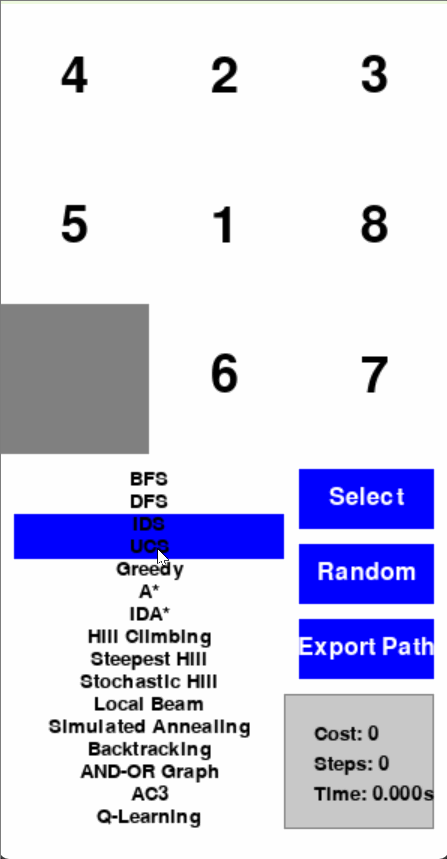 4 2 3
5 1 8
6 7
BFS
DFS
IDS
UCS
Greedy
A*
IDA*
Hill Climbing
Steepest Hill
Stochastic Hill
Local Beam
Simulated Annealing
Backtracking
AND-OR Graph
AC3
Q-Learning
Select
Random
Export Path
Cost: 0
Steps: 0
Time: 0.000s